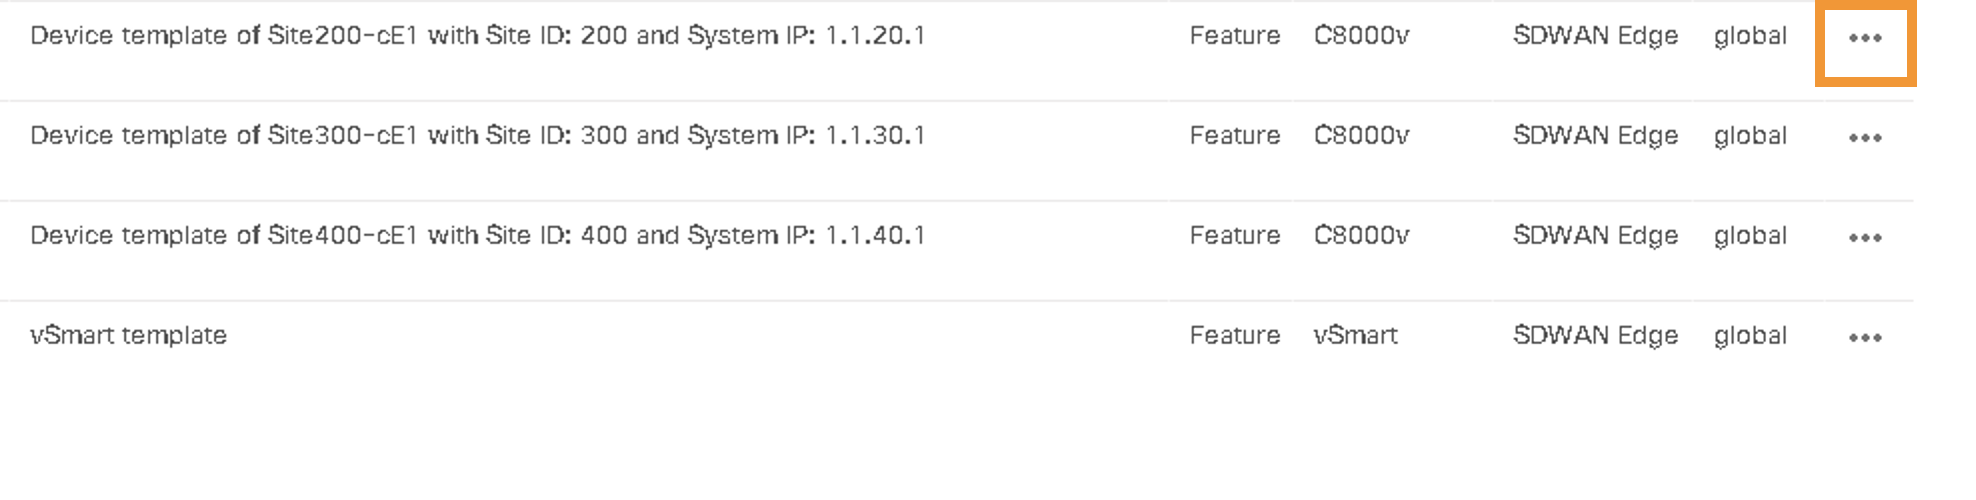 Device template of Site200-cE1 with Site ID: 200 and System IP: 1.1.20.1 Feature C8000v SDWAN Edge global •••
Device template of Site300-cE1 with Site ID: 300 and System IP: 1.1.30.1 Feature C8000v SDWAN Edge global •••
Device template of Site400-cE1 with Site ID: 400 and System IP: 1.1.40.1 Feature C8000v SDWAN Edge global •••
vSmart template Feature vSmart SDWAN Edge global •••